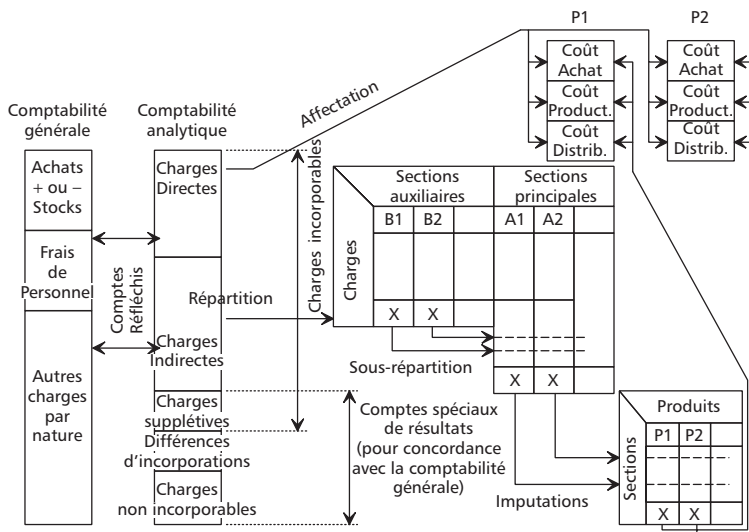 P1
P2
Coût
Achat
Coût
Product.
Coût
Distrib.
Coût
Achat
Coût
Product.
Coût
Distrib.
Affectation
Comptabilité
générale
Comptabilité
analytique
Achats
+ ou –
Stocks
Frais
de
Personnel
Autres
charges
par
nature
Comptes
Réfléchis
Charges
Directes
Répartition
Charges
Indirectes
Charges
supplétives
Différences
d'incorporations
Charges
non incorporables
Charges incorporables
Sections
auxiliaires
Sections
principales
B1
B2
A1
A2
Charges
X
X
X
X
Sous-répartition
Comptes spéciaux
de résultats
(pour concordance
avec la comptabilité
générale)
Imputations
Produits
Sections
P1
P2
X
X